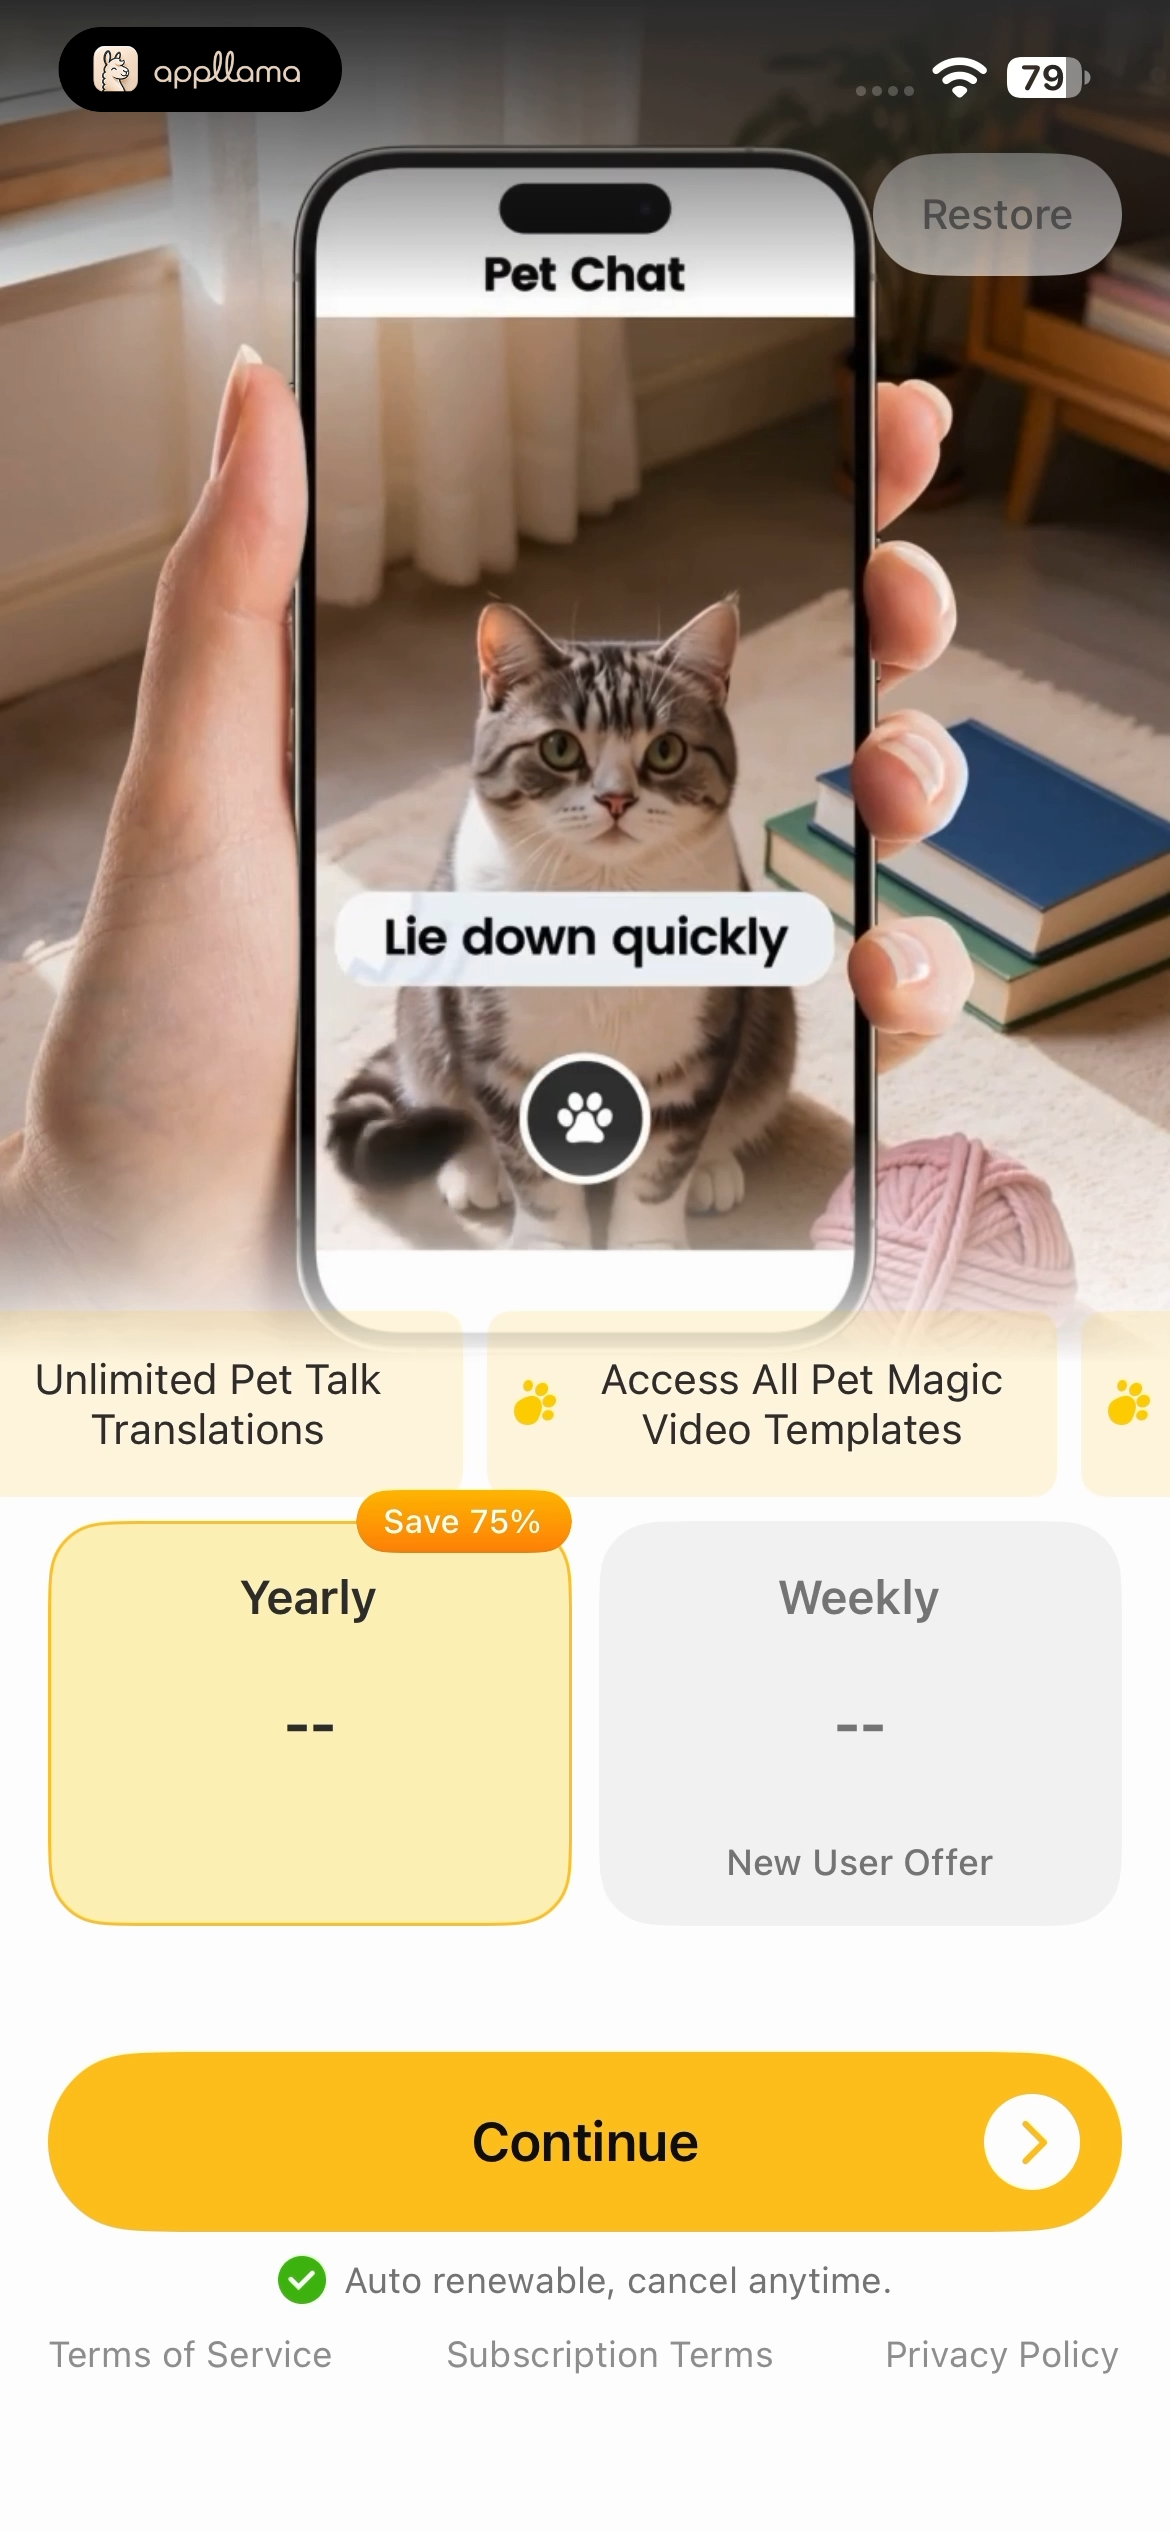 appllama
79
Restore
Pet Chat
Lie down quickly
Unlimited Pet Talk
Translations
Access All Pet Magic
Video Templates
Save 75%
Yearly
--
Weekly
--
New User Offer
Continue
Auto renewable, cancel anytime.
Terms of Service
Subscription Terms
Privacy Policy